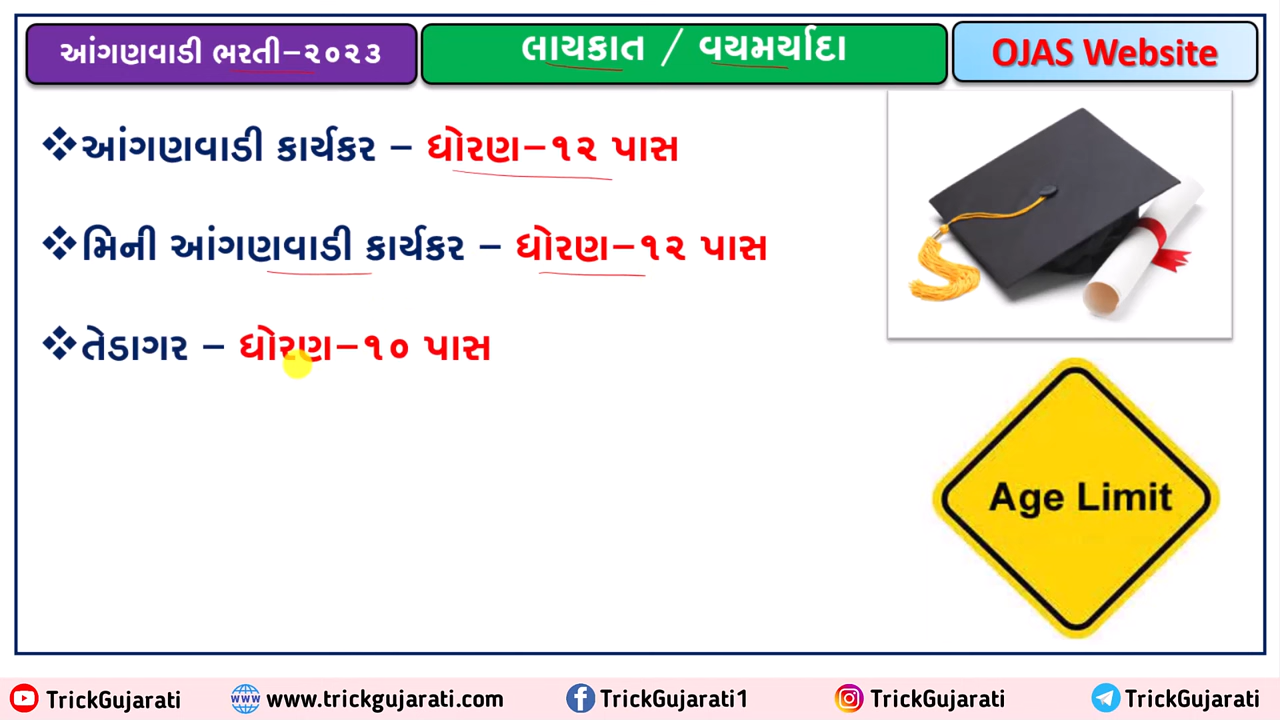 આંગણવાડી ભરતી-૨૦૨૩
લાયકાત / વયમર્યાદા
OJAS Website
❖આંગણવાડી કાર્યકર - ધોરણ-૧૨ પાસ
❖મિની આંગણવાડી કાર્યકર - ધોરણ-૧૨ પાસ
❖તેડાગર - ધોરણ-૧૦ પાસ
Age Limit
TrickGujarati
www.trickgujarati.com
TrickGujarati1
TrickGujarati
TrickGujarati